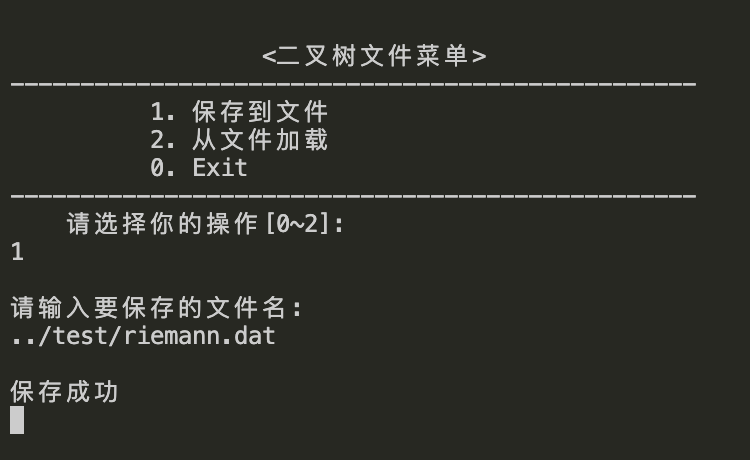 <二叉树文件菜单>
--------------------------------------------------
1. 保存到文件
2. 从文件加载
0. Exit
--------------------------------------------------
请选择你的操作[0~2]:
1
请输入要保存的文件名:
../test/riemann.dat
保存成功